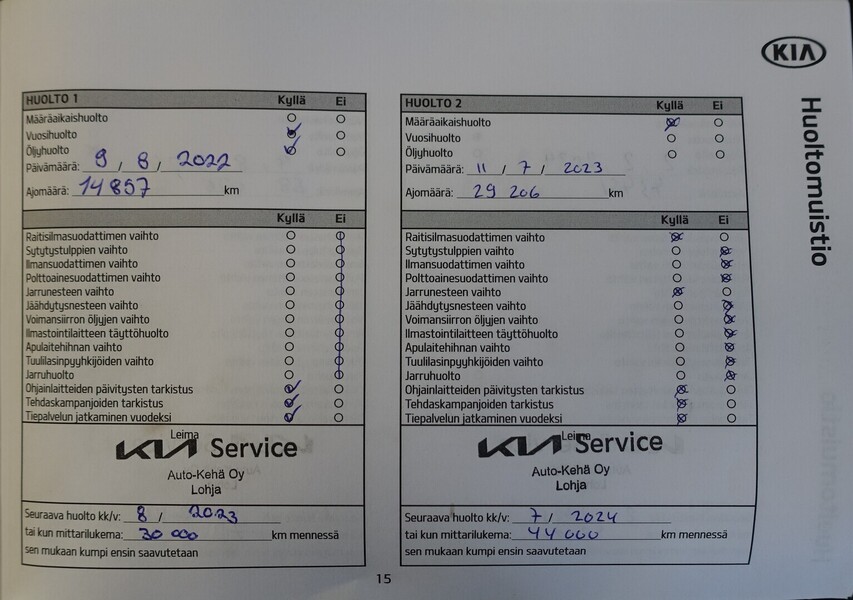 KIA
Huoltomuistio
HUOLTO 1 Kyllä Ei
Määräaikaishuolto
Vuosihuolto
Öljyhuolto
Päivämäärä: 9 / 8 / 2022
Ajomäärä: 14 857 km
Kyllä Ei
Raitisilmasuodattimen vaihto
Sytytystulppien vaihto
Ilmansuodattimen vaihto
Polttoainesuodattimen vaihto
Jarrunesteen vaihto
Jäähdytysnesteen vaihto
Voimansiirron öljyjen vaihto
Ilmastointilaitteen täyttöhuolto
Apulaitehihnan vaihto
Tuulilasinpyyhkijöiden vaihto
Jarruhuolto
Ohjainlaitteiden päivitysten tarkistus
Tehdaskampanjoiden tarkistus
Tiepalvelun jatkaminen vuodeksi
Leima
KIA Service
Auto-Kehä Oy
Lohja
Seuraava huolto kk/v: 8 / 2023
tai kun mittarilukema: 30 000 km mennessä
sen mukaan kumpi ensin saavutetaan
HUOLTO 2 Kyllä Ei
Määräaikaishuolto
Vuosihuolto
Öljyhuolto
Päivämäärä: 11 / 7 / 2023
Ajomäärä: 29 206 km
Kyllä Ei
Raitisilmasuodattimen vaihto
Sytytystulppien vaihto
Ilmansuodattimen vaihto
Polttoainesuodattimen vaihto
Jarrunesteen vaihto
Jäähdytysnesteen vaihto
Voimansiirron öljyjen vaihto
Ilmastointilaitteen täyttöhuolto
Apulaitehihnan vaihto
Tuulilasinpyyhkijöiden vaihto
Jarruhuolto
Ohjainlaitteiden päivitysten tarkistus
Tehdaskampanjoiden tarkistus
Tiepalvelun jatkaminen vuodeksi
Leima
KIA Service
Auto-Kehä Oy
Lohja
Seuraava huolto kk/v: 7 / 2024
tai kun mittarilukema: 44 000 km mennessä
sen mukaan kumpi ensin saavutetaan
15